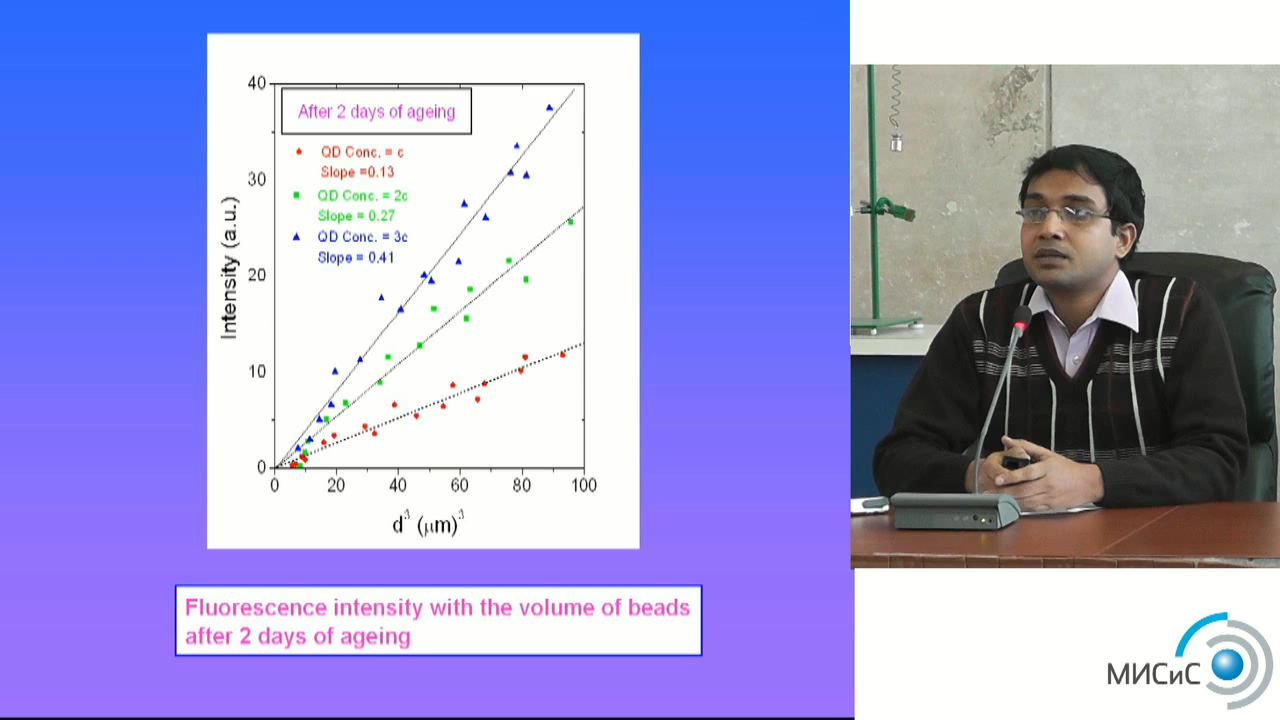 40
30
20
10
0
Intensity (a.u.)
After 2 days of ageing
QD Conc. = c
Slope =0.13
QD Conc. = 2c
Slope = 0.27
QD Conc. = 3c
Slope = 0.41
0 20 40 60 80 100
d³ (μm)³
Fluorescence intensity with the volume of beads
after 2 days of ageing
МИСиС